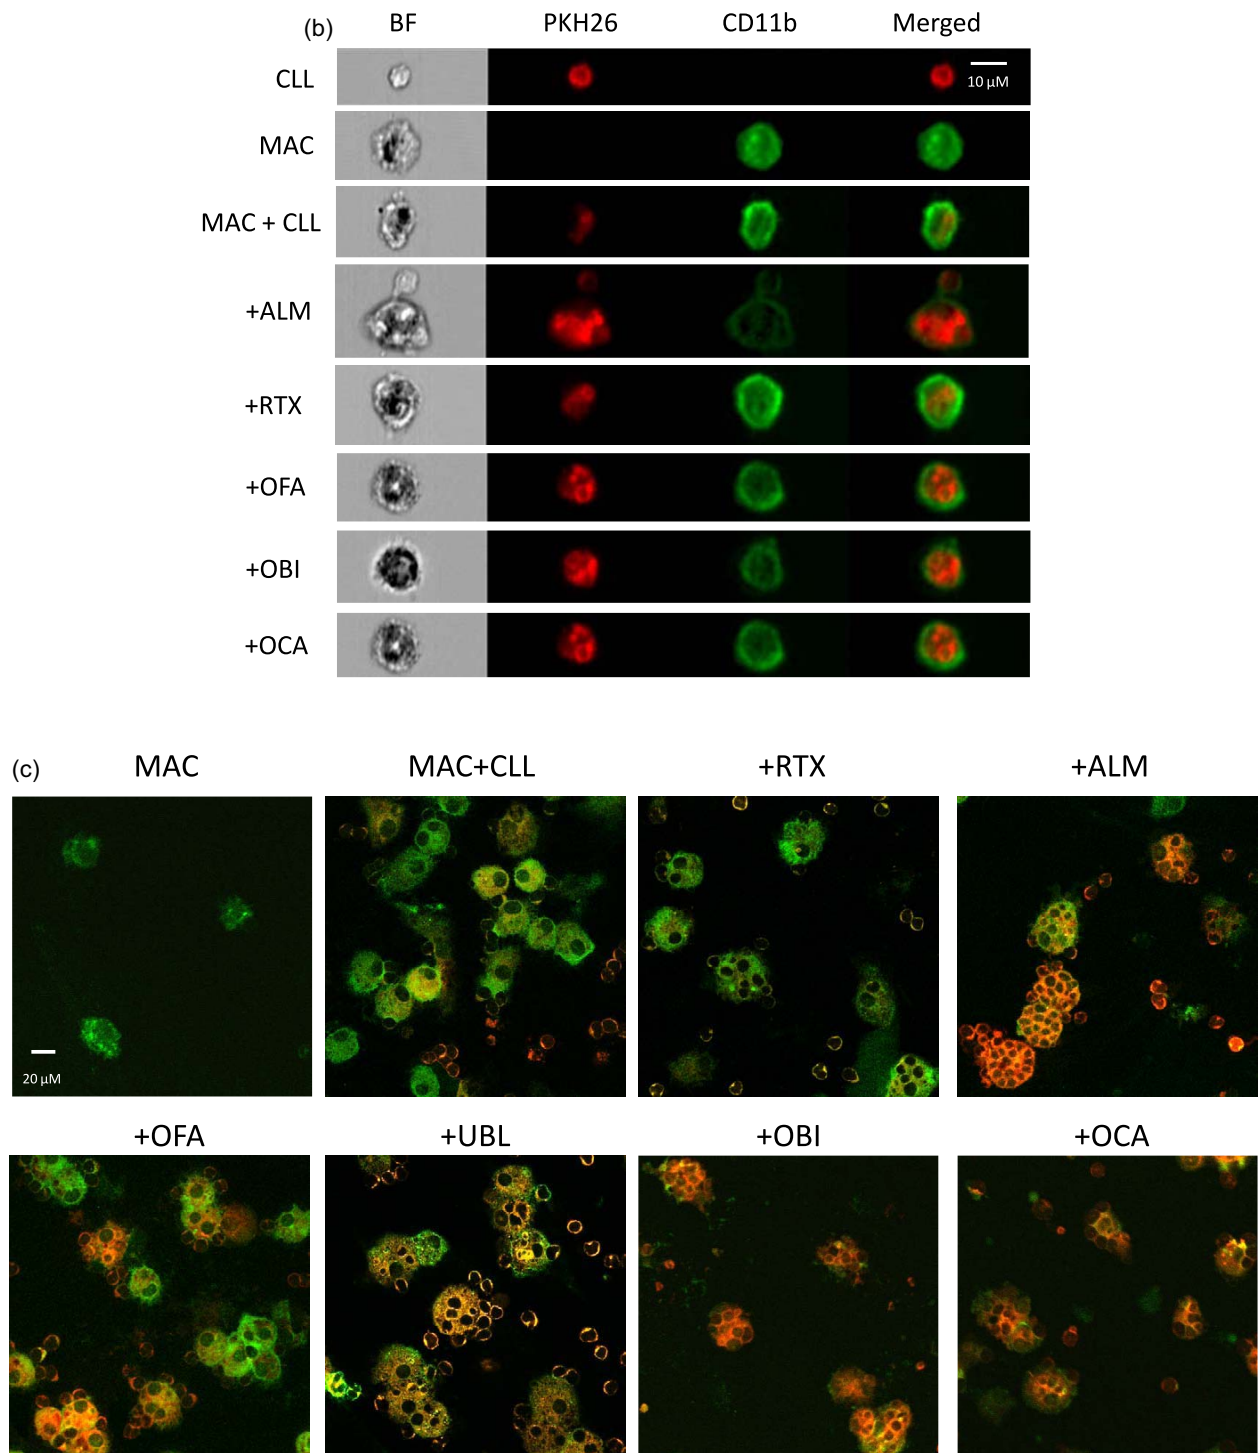 (b) BF PKH26 CD11b Merged
CLL
10 µM
MAC
MAC + CLL
+ALM
+RTX
+OFA
+OBI
+OCA
(c) MAC MAC+CLL +RTX +ALM
20 µM
+OFA +UBL +OBI +OCA